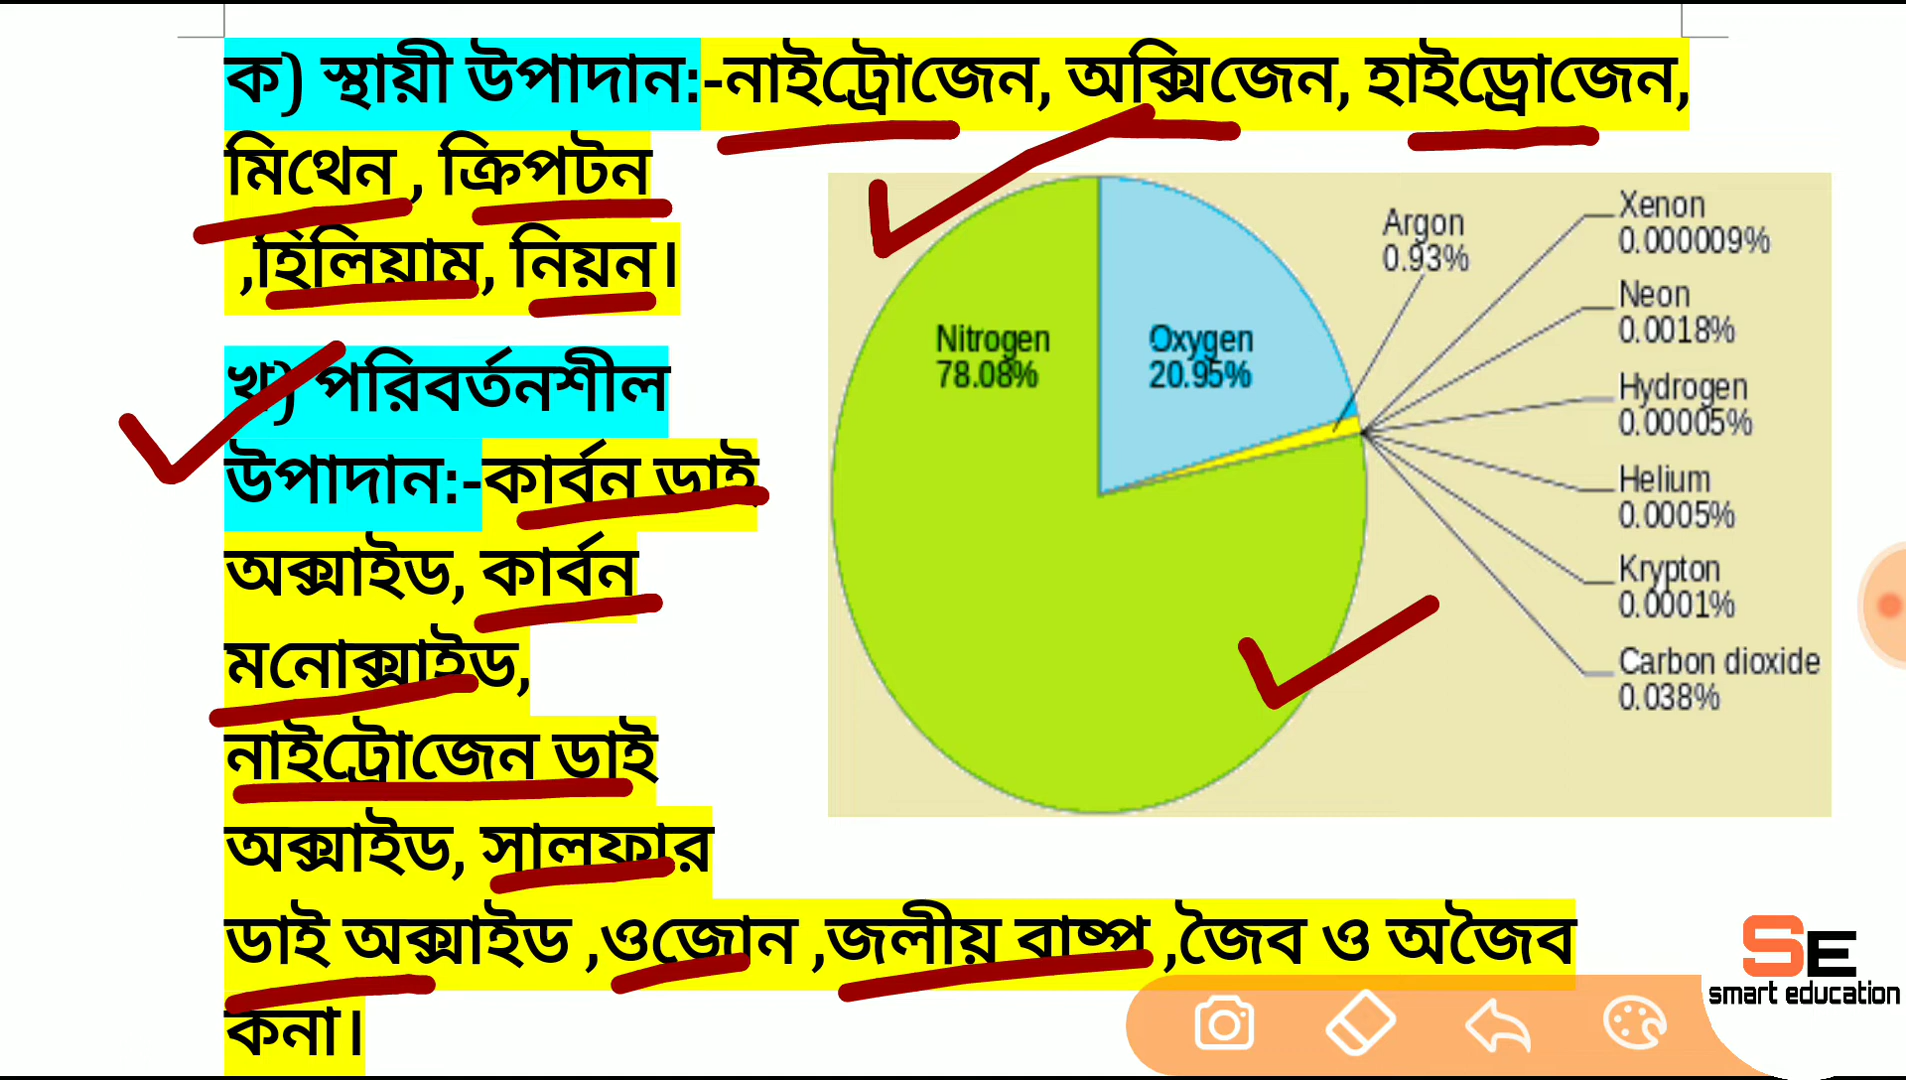 ক) স্থায়ী উপাদান:-নাইট্রোজেন, অক্সিজেন, হাইড্রোজেন,
মিথেন , ক্রিপটন
,হিলিয়াম, নিয়ন।
খ) পরিবর্তনশীল
উপাদান:-কার্বন ডাই
অক্সাইড, কার্বন
মনোক্সাইড,
নাইট্রোজেন ডাই
অক্সাইড, সালফার
ডাই অক্সাইড ,ওজোন ,জলীয় বাষ্প ,জৈব ও অজৈব
কনা।
Nitrogen
78.08%
Oxygen
20.95%
Argon
0.93%
Xenon
0.000009%
Neon
0.0018%
Hydrogen
0.00005%
Helium
0.0005%
Krypton
0.0001%
Carbon dioxide
0.038%
SE
smart education